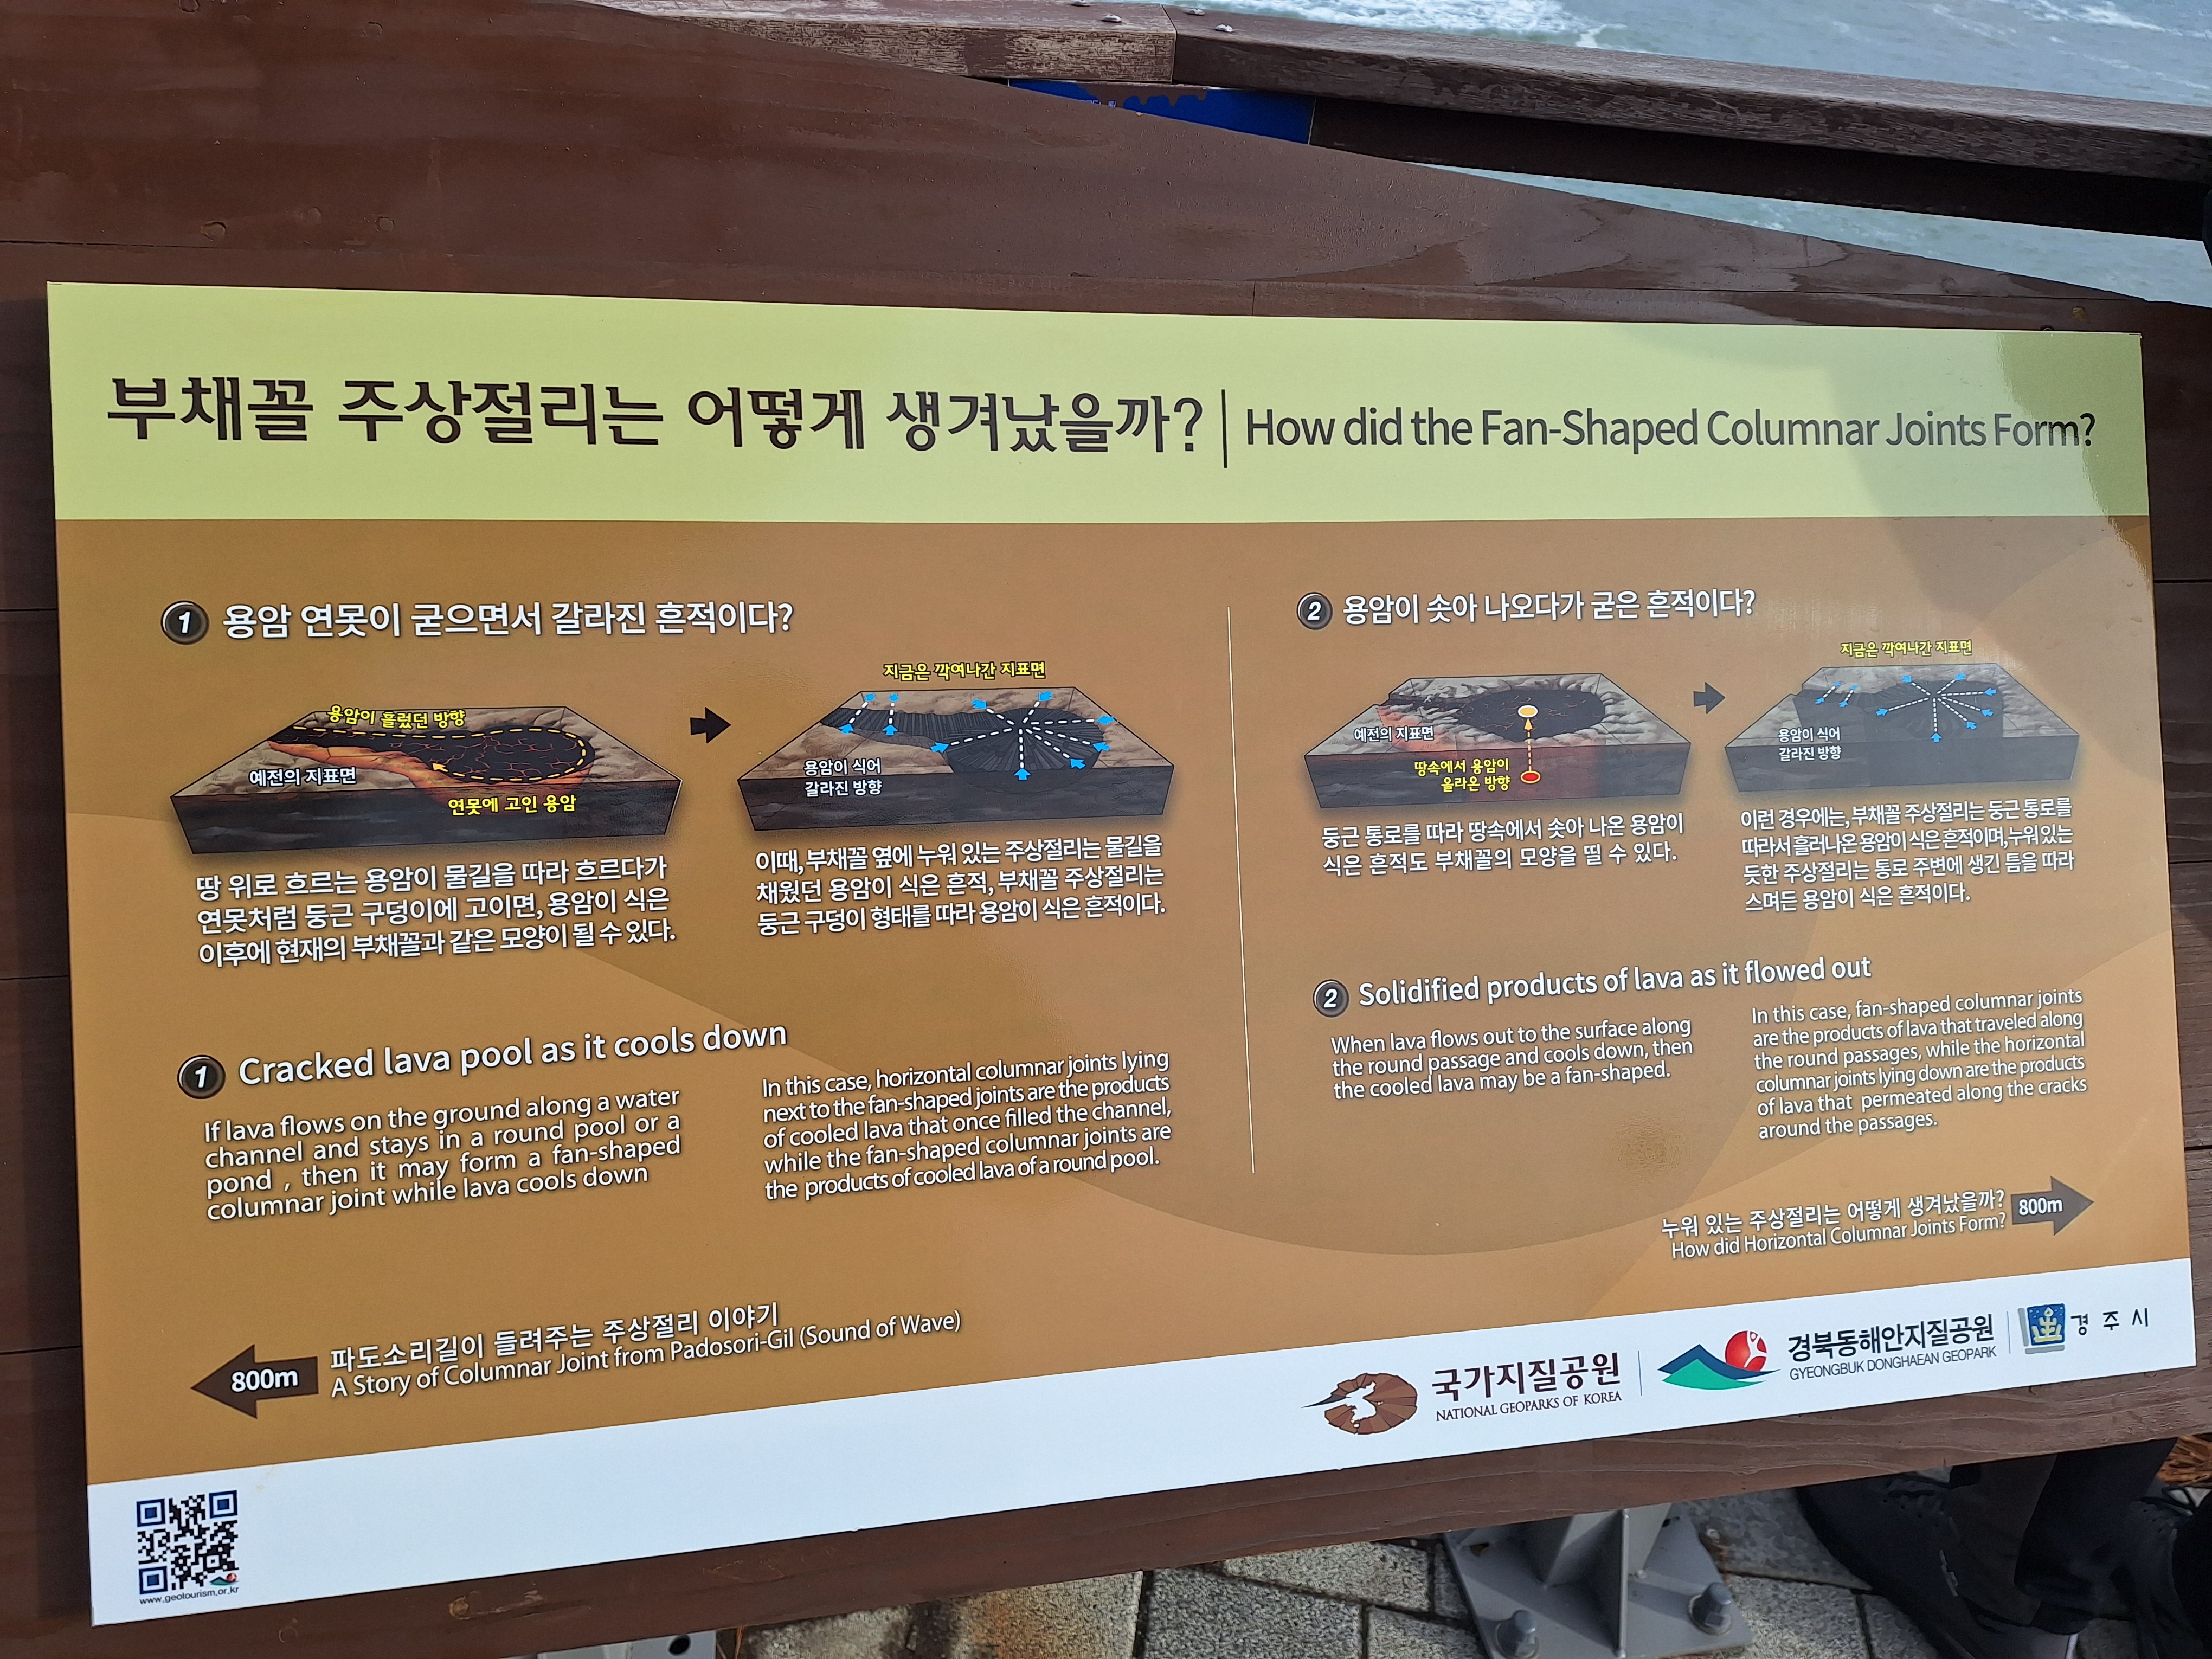 부채꼴 주상절리는 어떻게 생겨났을까?
How did the Fan-Shaped Columnar Joints Form?
1 용암 연못이 굳으면서 갈라진 흔적이다?
용암이 흘렀던 방향
예전의 지표면
연못에 고인 용암
지금은 깎여나간 지표면
용암이 식어
갈라진 방향
땅 위로 흐르는 용암이 물길을 따라 흐르다가
연못처럼 둥근 구덩이에 고이면, 용암이 식은
이후에 현재의 부채꼴과 같은 모양이 될 수 있다.
이때, 부채꼴 옆에 누워 있는 주상절리는 물길을
채웠던 용암이 식은 흔적, 부채꼴 주상절리는
둥근 구덩이 형태를 따라 용암이 식은 흔적이다.
1 Cracked lava pool as it cools down
If lava flows on the ground along a water
channel and stays in a round pool or a
pond , then it may form a fan-shaped
columnar joint while lava cools down
In this case, horizontal columnar joints lying
next to the fan-shaped joints are the products
of cooled lava that once filled the channel,
while the fan-shaped columnar joints are
the products of cooled lava of a round pool.
2 용암이 솟아 나오다가 굳은 흔적이다?
예전의 지표면
땅속에서 용암이
올라온 방향
지금은 깎여나간 지표면
용암이 식어
갈라진 방향
둥근 통로를 따라 땅속에서 솟아 나온 용암이
식은 흔적도 부채꼴의 모양을 띌 수 있다.
이런 경우에는, 부채꼴 주상절리는 둥근 통로를
따라서 흘러나온 용암이 식은 흔적이며, 누워 있는
듯한 주상절리는 통로 주변에 생긴 틈을 따라
스며든 용암이 식은 흔적이다.
2 Solidified products of lava as it flowed out
When lava flows out to the surface along
the round passage and cools down, then
the cooled lava may be a fan-shaped.
In this case, fan-shaped columnar joints
are the products of lava that traveled along
the round passages, while the horizontal
columnar joints lying down are the products
of lava that permeated along the cracks
around the passages.
누워 있는 주상절리는 어떻게 생겨났을까?
How did Horizontal Columnar Joints Form?
800m
800m
파도소리길이 들려주는 주상절리 이야기
A Story of Columnar Joint from Padosori-Gil (Sound of Wave)
국가지질공원
NATIONAL GEOPARKS OF KOREA
경북동해안지질공원
GYEONGBUK DONGHAEAN GEOPARK
경주시
www.geotourism.or.kr